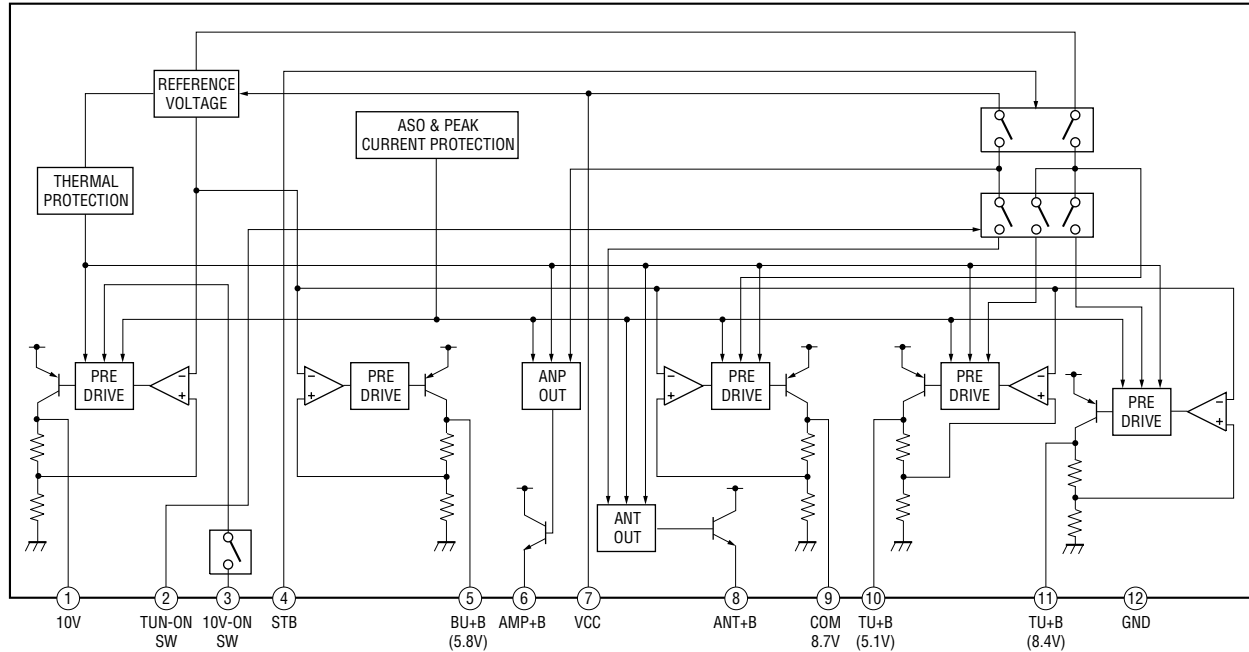 REFERENCE
VOLTAGE
ASO & PEAK
CURRENT PROTECTION
THERMAL
PROTECTION
PRE
DRIVE
−
+
−
+
PRE
DRIVE
ANP
OUT
−
+
PRE
DRIVE
PRE
DRIVE
−
+
PRE
DRIVE
−
+
ANT
OUT
1
2
3
4
5
6
7
8
9
10
11
12
10V
TUN-ON
SW
10V-ON
SW
STB
BU+B
(5.8V)
AMP+B
VCC
ANT+B
COM
8.7V
TU+B
(5.1V)
TU+B
(8.4V)
GND